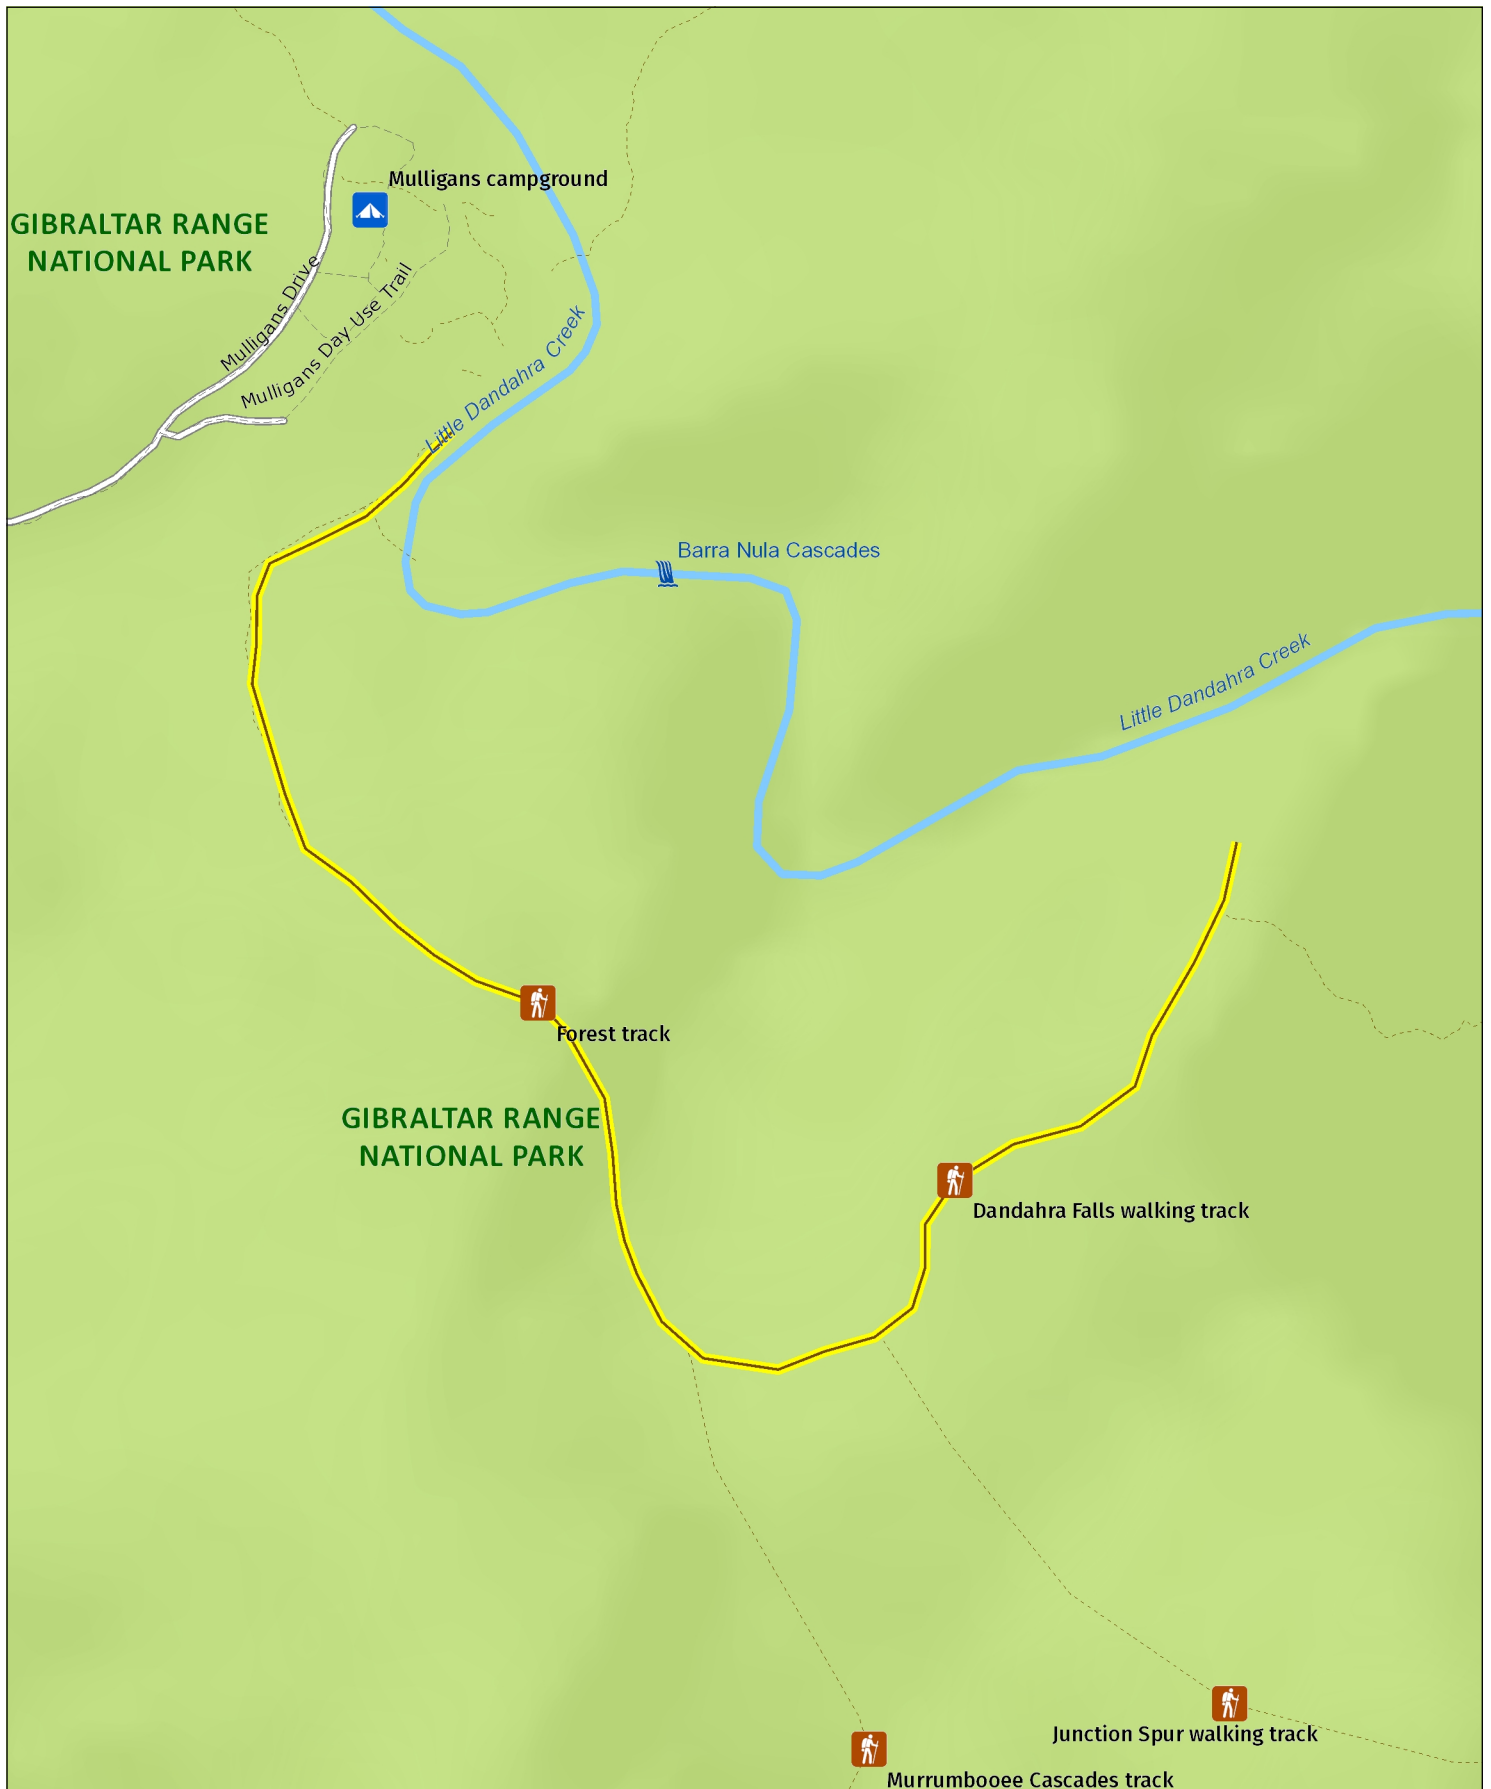 Mulligans campground
GIBRALTAR RANGE
NATIONAL PARK
Mulligans Drive
Mulligans Day Use Trail
Little Dandahra Creek
Barra Nula Cascades
Little Dandahra Creek
Forest track
GIBRALTAR RANGE
NATIONAL PARK
Dandahra Falls walking track
Junction Spur walking track
Murrumbooee Cascades track